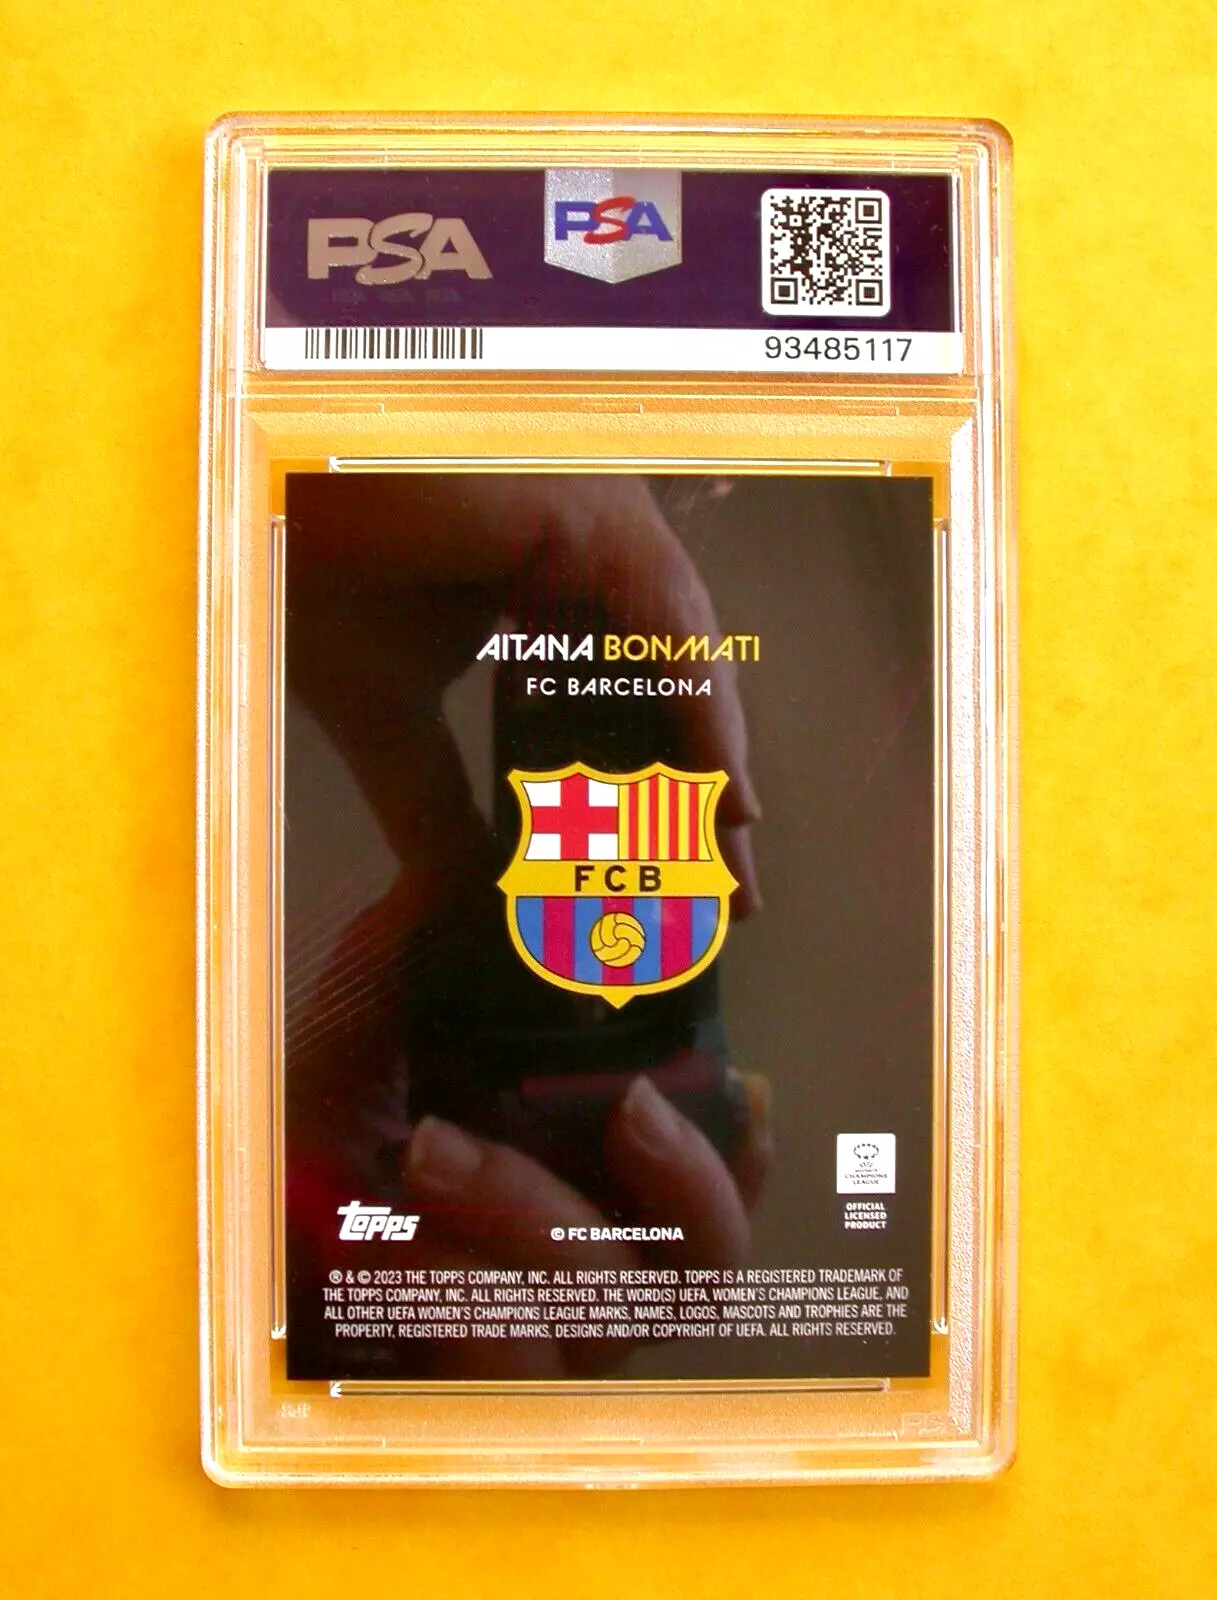 PSA
PSA
93485117
AITANA BONMATI
FC BARCELONA
FCB
WOMEN'S
CHAMPIONS
LEAGUE
OFFICIAL
LICENSED
PRODUCT
topps
© FC BARCELONA
® & © 2023 THE TOPPS COMPANY, INC. ALL RIGHTS RESERVED. TOPPS IS A REGISTERED TRADEMARK OF
THE TOPPS COMPANY, INC. ALL RIGHTS RESERVED. THE WORD(S) UEFA, WOMEN'S CHAMPIONS LEAGUE, AND
ALL OTHER UEFA WOMEN'S CHAMPIONS LEAGUE MARKS, NAMES, LOGOS, MASCOTS AND TROPHIES ARE THE
PROPERTY, REGISTERED TRADE MARKS, DESIGNS AND/OR COPYRIGHT OF UEFA. ALL RIGHTS RESERVED.